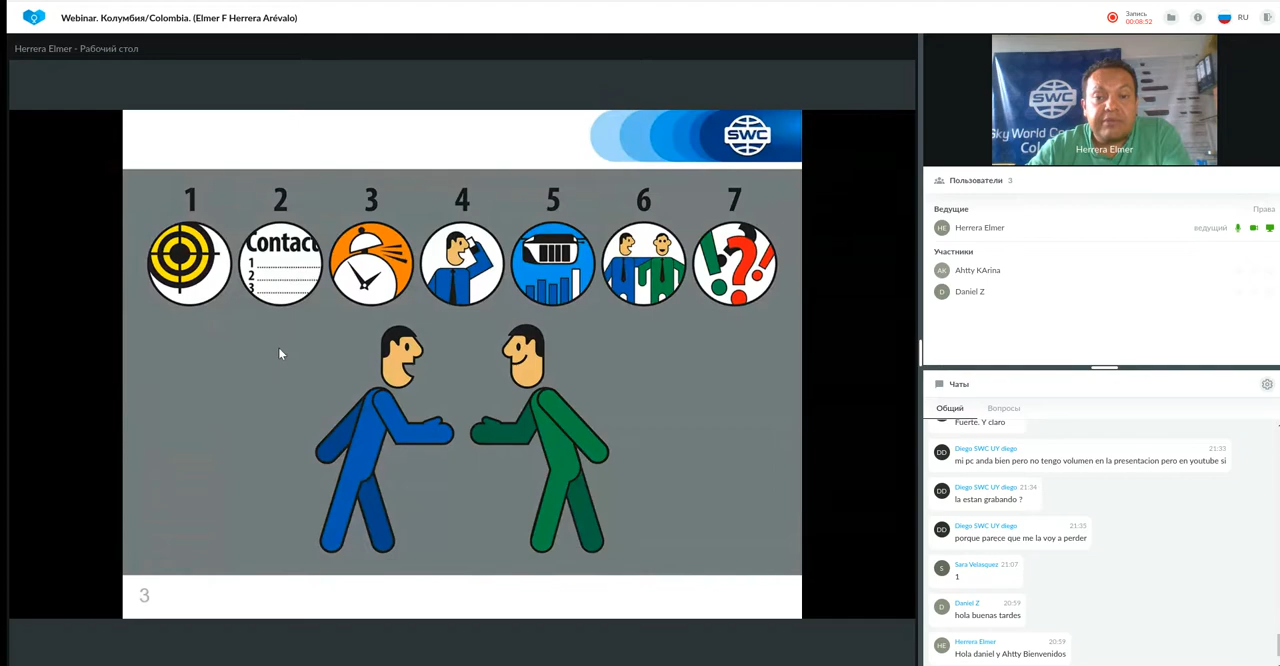 Webinar. Колумбия/Colombia. (Elmer F Herrera Arévalo)
Запись
00:08:52
RU
Herrera Elmer - Рабочий стол
SWC
1 2 3 4 5 6 7
Contact
1
2
3
3
SWC
Sky World
Herrera Elmer
Пользователи 3
Ведущие Права
HE Herrera Elmer ведущий
Участники
AK Ahtty KArina
D Daniel Z
Чаты
Общий Вопросы
Fuerte. Y claro
DD Diego SWC UY diego 21:33
mi pc anda bien pero no tengo volumen en la presentacion pero en youtube si
DD Diego SWC UY diego 21:34
la estan grabando ?
DD Diego SWC UY diego 21:35
porque parece que me la voy a perder
S Sara Velasquez 21:07
1
D Daniel Z 20:59
hola buenas tardes
HE Herrera Elmer 20:59
Hola daniel y Ahtty Bienvenidos